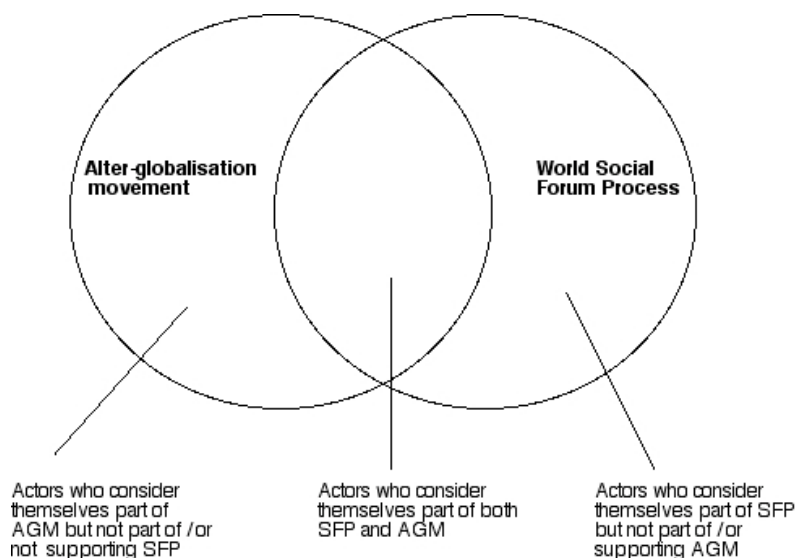 Alter-globalisation
movement
World Social
Forum Process
Actors who consider
themselves part of
AGM but not part of /or
not supporting SFP
Actors who consider
themselves part of both
SFP and AGM
Actors who consider
themselves part of SFP
but not part of /or
supporting AGM